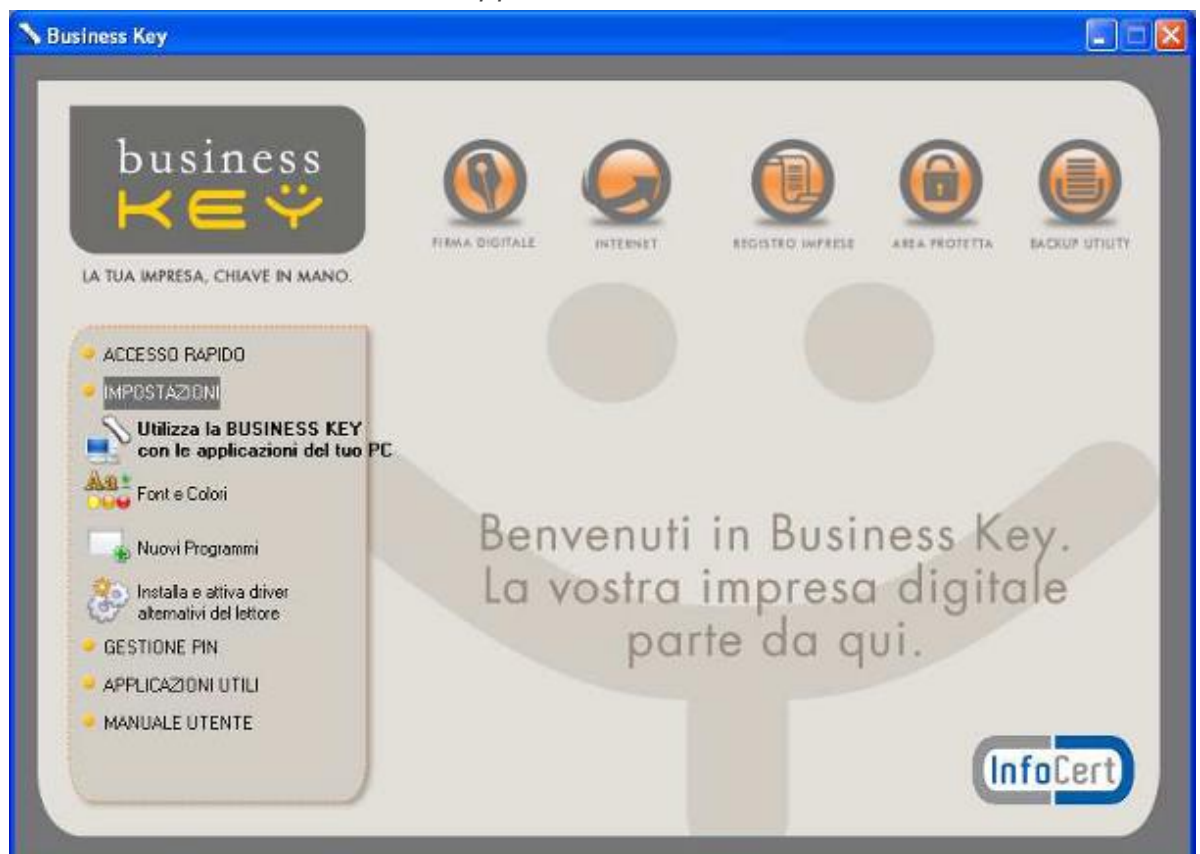 Business Key
business
KEY
LA TUA IMPRESA, CHIAVE IN MANO.
FIRMA DIGITALE
INTERNET
REGISTRO IMPRESE
AREA PROTETTA
BACKUP UTILITY
ACCESSO RAPIDO
IMPOSTAZIONI
Utilizza la BUSINESS KEY
con le applicazioni del tuo PC
Font e Colori
Nuovi Programmi
Installa e attiva driver
alternativi del lettore
GESTIONE PIN
APPLICAZIONI UTILI
MANUALE UTENTE
Benvenuti in Business Key.
La vostra impresa digitale
parte da qui.
InfoCert